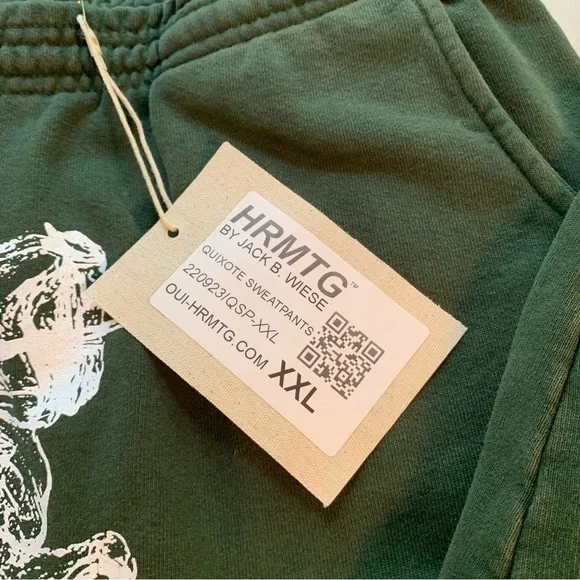 HRMTG™
BY JACK B. WIESE
QUIXOTE SWEATPANTS
220923/QSP-XXL
OUI-HRMTG.COM
XXL